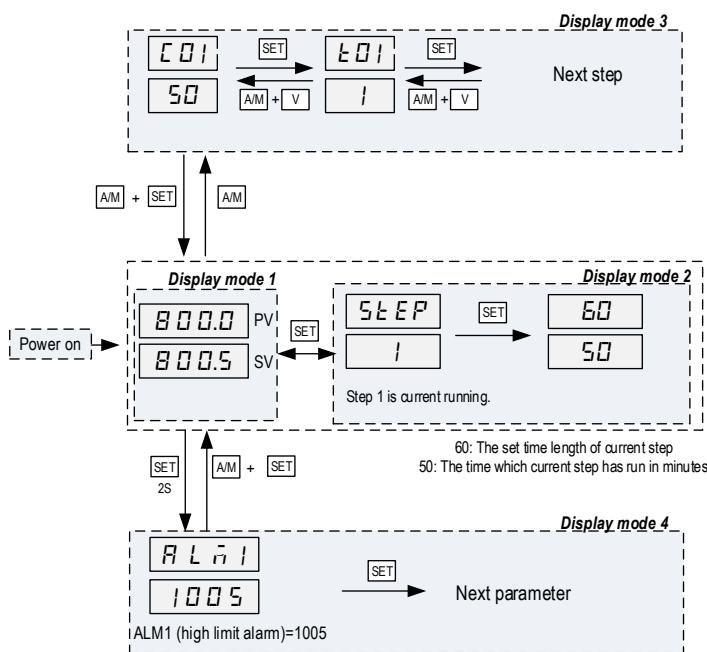 Display mode 3
C 01 SET t 01 SET
Next step
50 A/M + V 1 A/M + V
A/M + SET A/M
Display mode 1 Display mode 2
800.0 PV StEP SET 60
SET
Power on
800.5 SV 1 50
Step 1 is current running.
60: The set time length of current step
50: The time which current step has run in minutes
SET A/M + SET
2S
Display mode 4
ALM1
SET
1005 Next parameter
ALM1 (high limit alarm)=1005